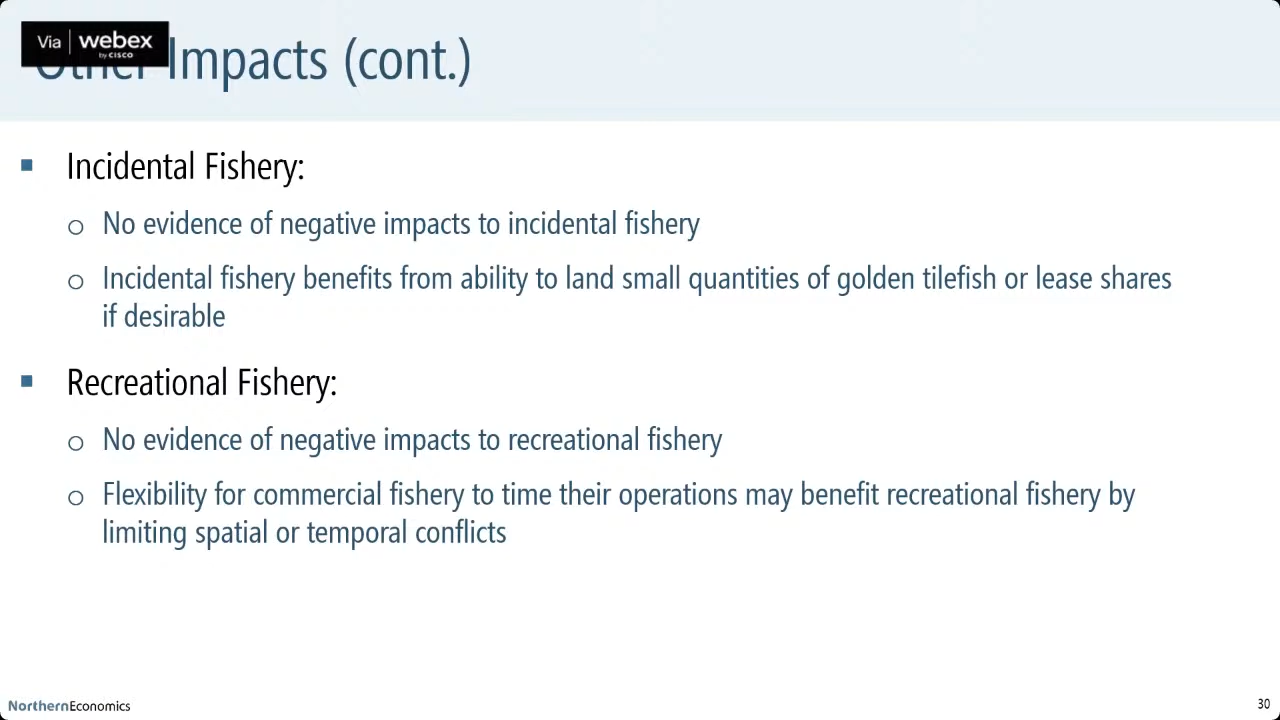 Via webex
by CISCO
Other Impacts (cont.)
Incidental Fishery:
No evidence of negative impacts to incidental fishery
Incidental fishery benefits from ability to land small quantities of golden tilefish or lease shares
if desirable
Recreational Fishery:
No evidence of negative impacts to recreational fishery
Flexibility for commercial fishery to time their operations may benefit recreational fishery by
limiting spatial or temporal conflicts
NorthernEconomics
30